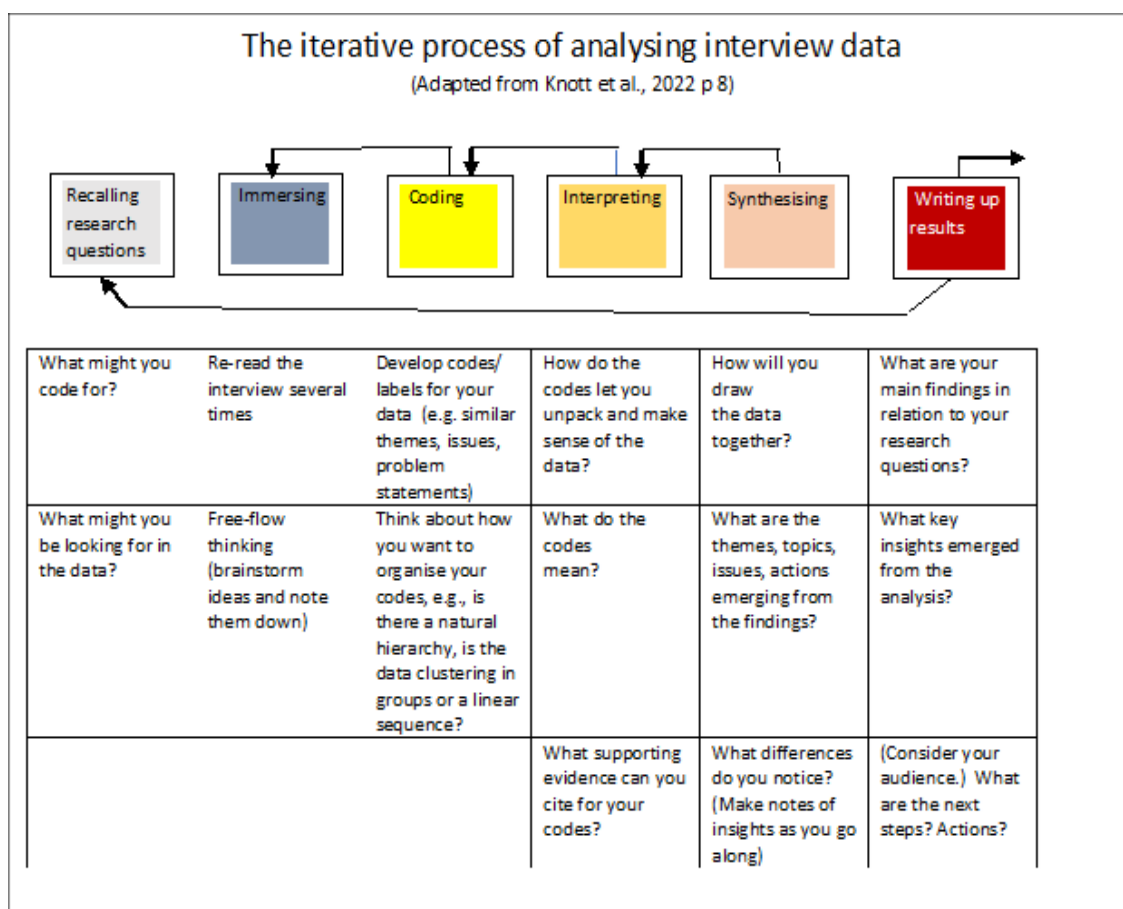 The iterative process of analysing interview data
(Adapted from Knott et al., 2022 p 8)
Recalling
research
questions
Immersing
Coding
Interpreting
Synthesising
Writing up
results
What might you
code for?
Re-read the
interview several
times
Develop codes/
labels for your
data (e.g. similar
themes, issues,
problem
statements)
How do the
codes let you
unpack and make
sense of the
data?
How will you
draw
the data
together?
What are your
main findings in
relation to your
research
questions?
What might you
be looking for in
the data?
Free-flow
thinking
(brainstorm
ideas and note
them down)
Think about how
you want to
organise your
codes, e.g., is
there a natural
hierarchy, is the
data clustering in
groups or a linear
sequence?
What do the
codes
mean?
What are the
themes, topics,
issues, actions
emerging from
the findings?
What key
insights emerged
from the
analysis?
What supporting
evidence can you
cite for your
codes?
What differences
do you notice?
(Make notes of
insights as you go
along)
(Consider your
audience.) What
are the next
steps? Actions?